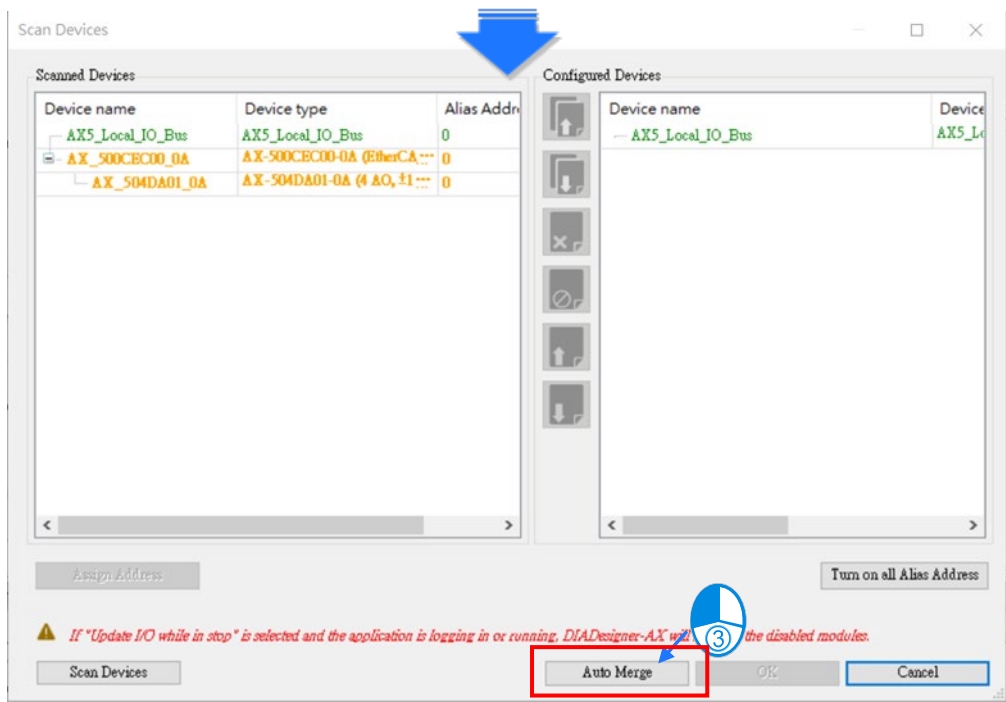 Scan Devices
Scanned Devices
Device name Device type Alias Addre
AX5_Local_IO_Bus AX5_Local_IO_Bus 0
AX_500CEC00_0A AX-500CEC00-0A (EtherCA... 0
AX_504DA01_0A AX-504DA01-0A (4 AO, ±1... 0
Configured Devices
Device name Device
AX5_Local_IO_Bus AX5_Lo
Assign Address
Turn on all Alias Address
If "Update I/O while in stop" is selected and the application is logging in or running, DIADesigner-AX will the disabled modules.
3
Scan Devices
Auto Merge
OK
Cancel